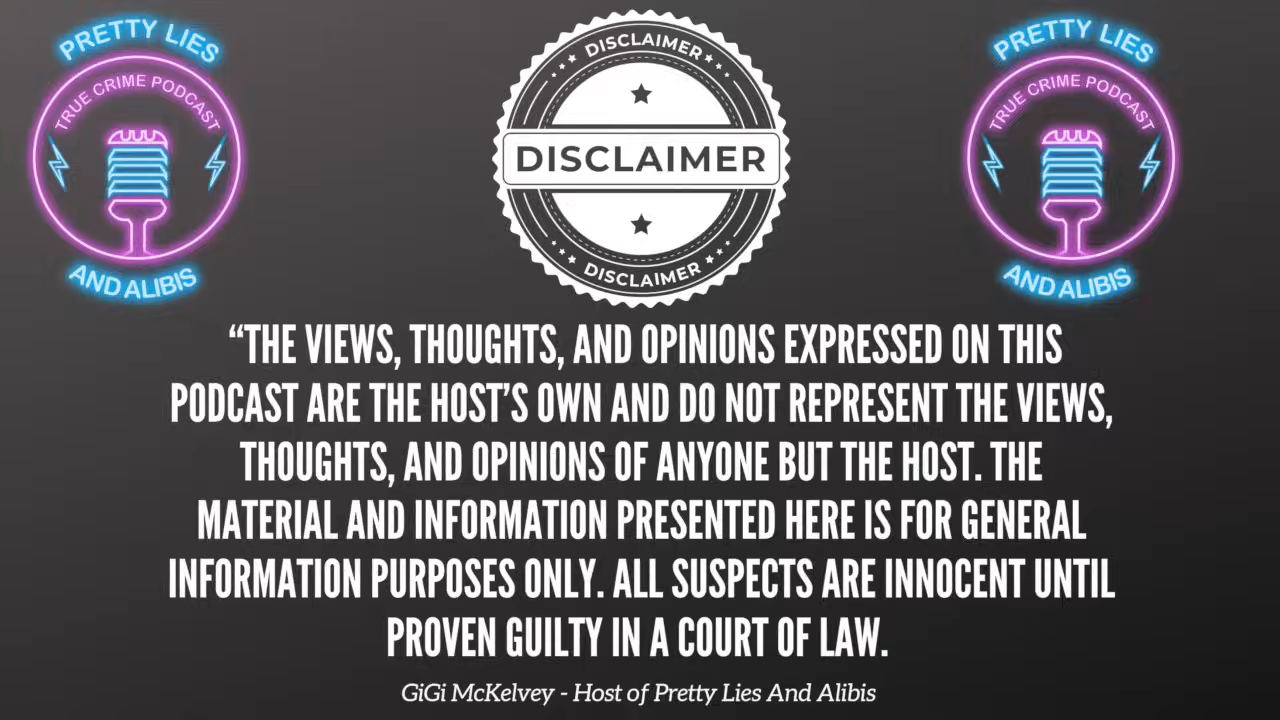 PRETTY LIES
TRUE CRIME PODCAST
AND ALIBIS
DISCLAIMER
DISCLAIMER
DISCLAIMER
PRETTY LIES
TRUE CRIME PODCAST
AND ALIBIS
“THE VIEWS, THOUGHTS, AND OPINIONS EXPRESSED ON THIS
PODCAST ARE THE HOST’S OWN AND DO NOT REPRESENT THE VIEWS,
THOUGHTS, AND OPINIONS OF ANYONE BUT THE HOST. THE
MATERIAL AND INFORMATION PRESENTED HERE IS FOR GENERAL
INFORMATION PURPOSES ONLY. ALL SUSPECTS ARE INNOCENT UNTIL
PROVEN GUILTY IN A COURT OF LAW.
GiGi McKelvey - Host of Pretty Lies And Alibis